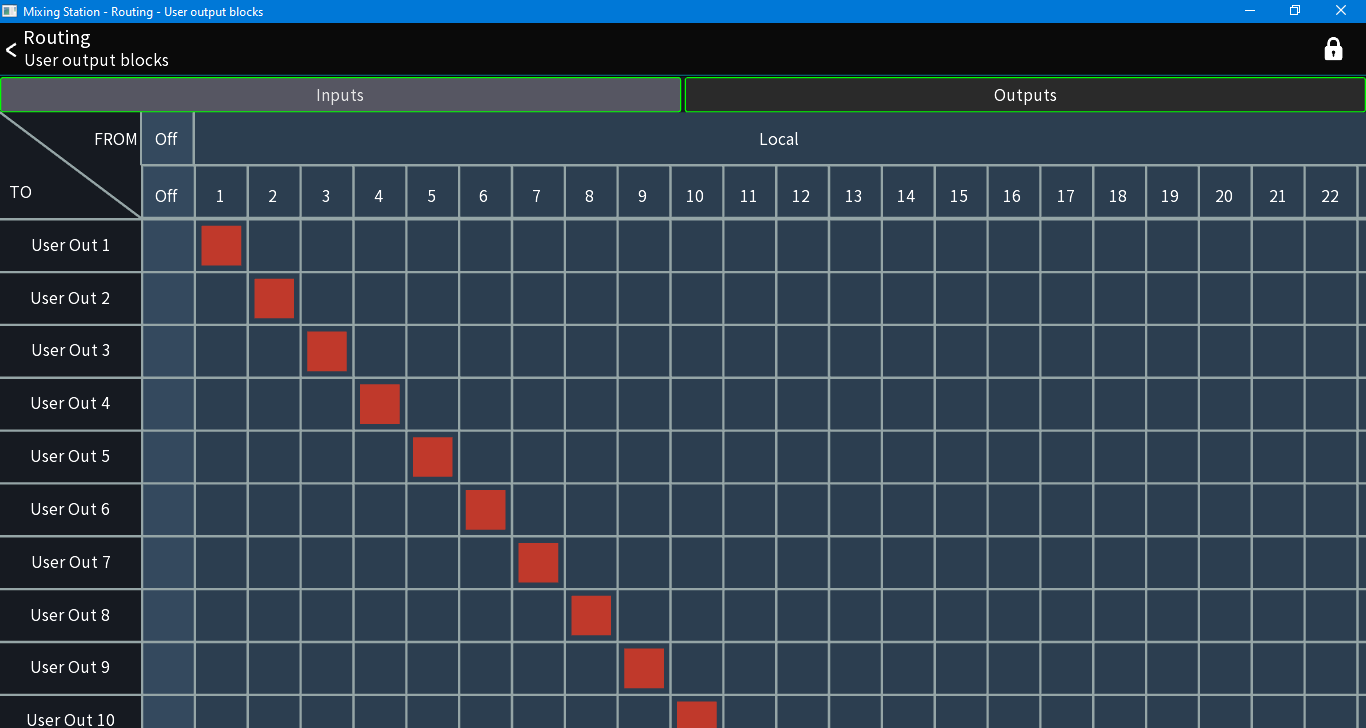 Mixing Station - Routing - User output blocks
Routing
User output blocks
Inputs Outputs
FROM Off Local
TO Off 1 2 3 4 5 6 7 8 9 10 11 12 13 14 15 16 17 18 19 20 21 22
User Out 1
User Out 2
User Out 3
User Out 4
User Out 5
User Out 6
User Out 7
User Out 8
User Out 9
User Out 10